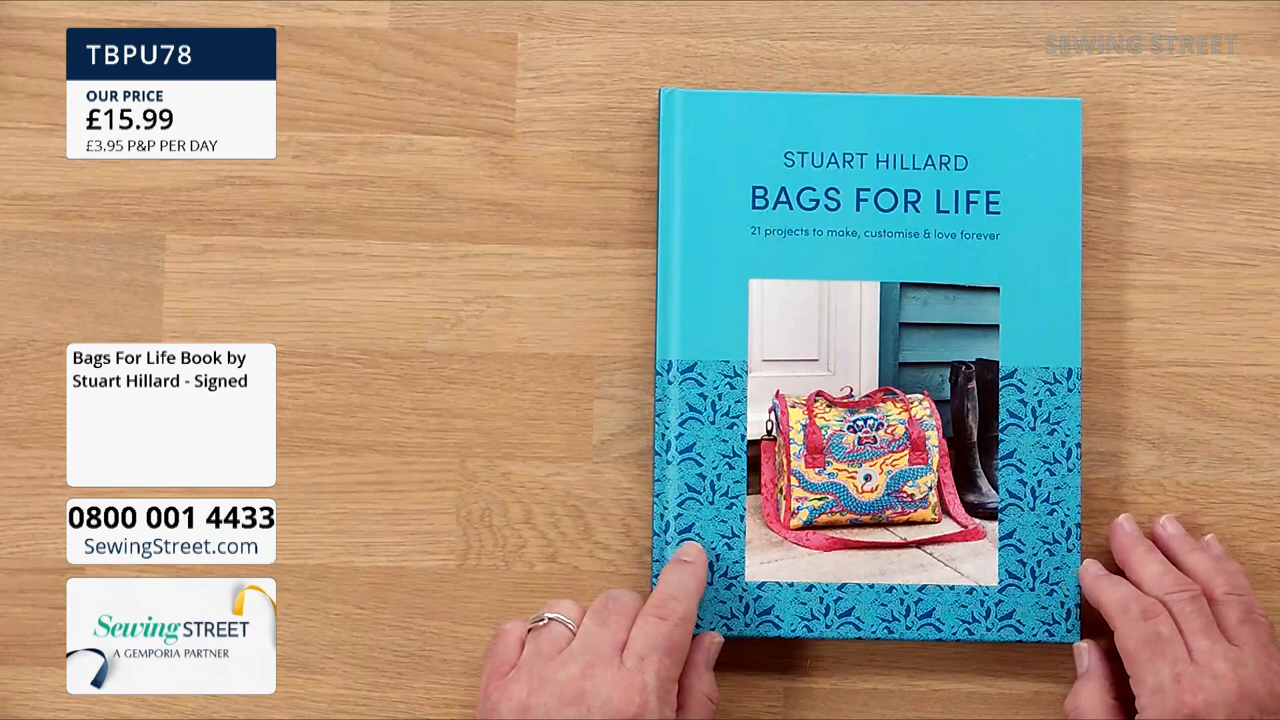 TBPU78
OUR PRICE
£15.99
£3.95 P&P PER DAY
SEWING STREET
STUART HILLARD
BAGS FOR LIFE
21 projects to make, customise & love forever
Bags For Life Book by
Stuart Hillard - Signed
0800 001 4433
SewingStreet.com
Sewing STREET
A GEMPORIA PARTNER